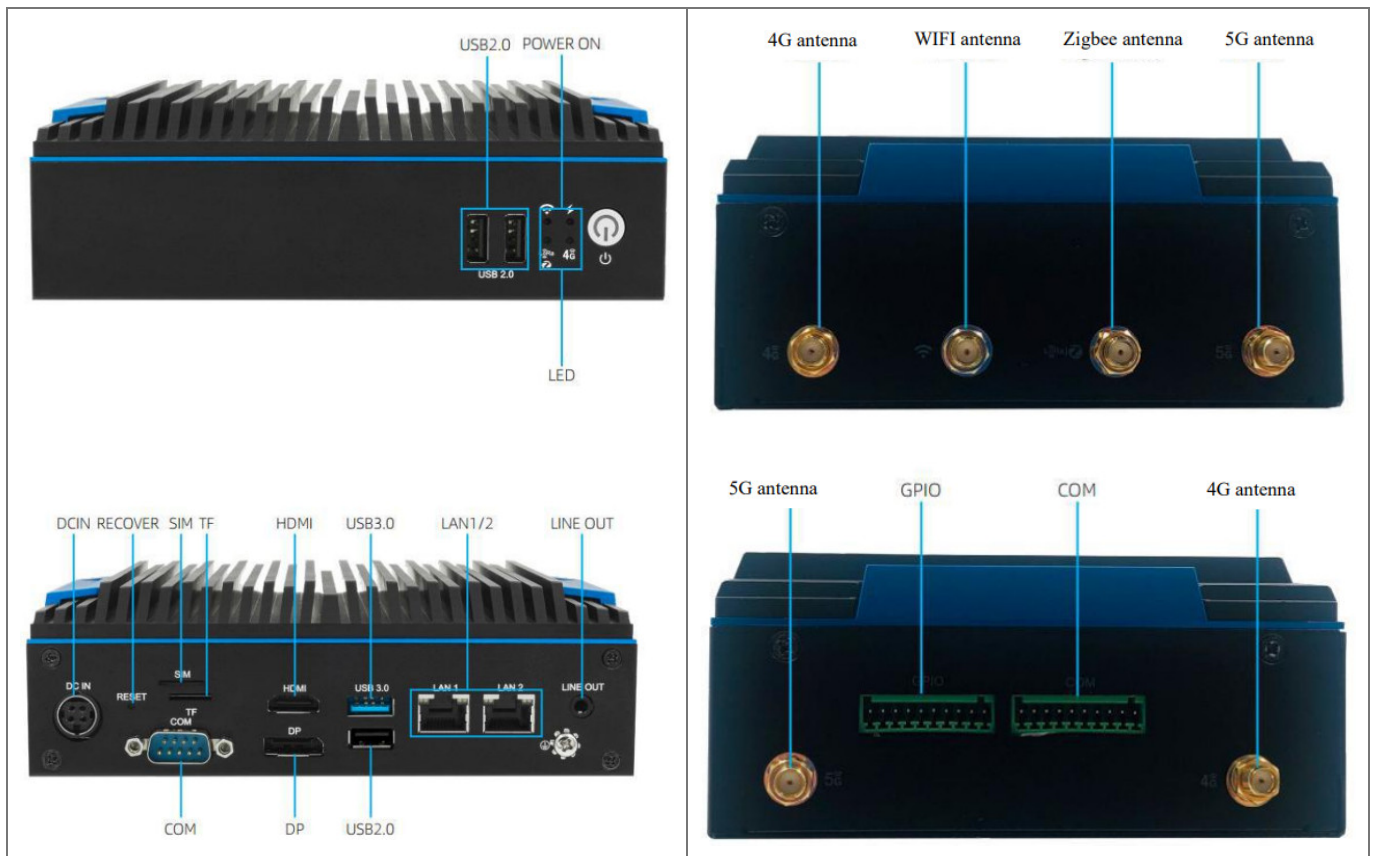 USB2.0 POWER ON
USB 2.0
4G
LED
4G antenna WIFI antenna Zigbee antenna 5G antenna
4G
5G
DCIN RECOVER SIM TF HDMI USB3.0 LAN1/2 LINE OUT
SIM
DC IN
RESET
TF
COM
HDMI
DP
USB 3.0
LAN 1
LAN 2
LINE OUT
COM DP USB2.0
5G antenna GPIO COM 4G antenna
GPIO
COM
5G
4G